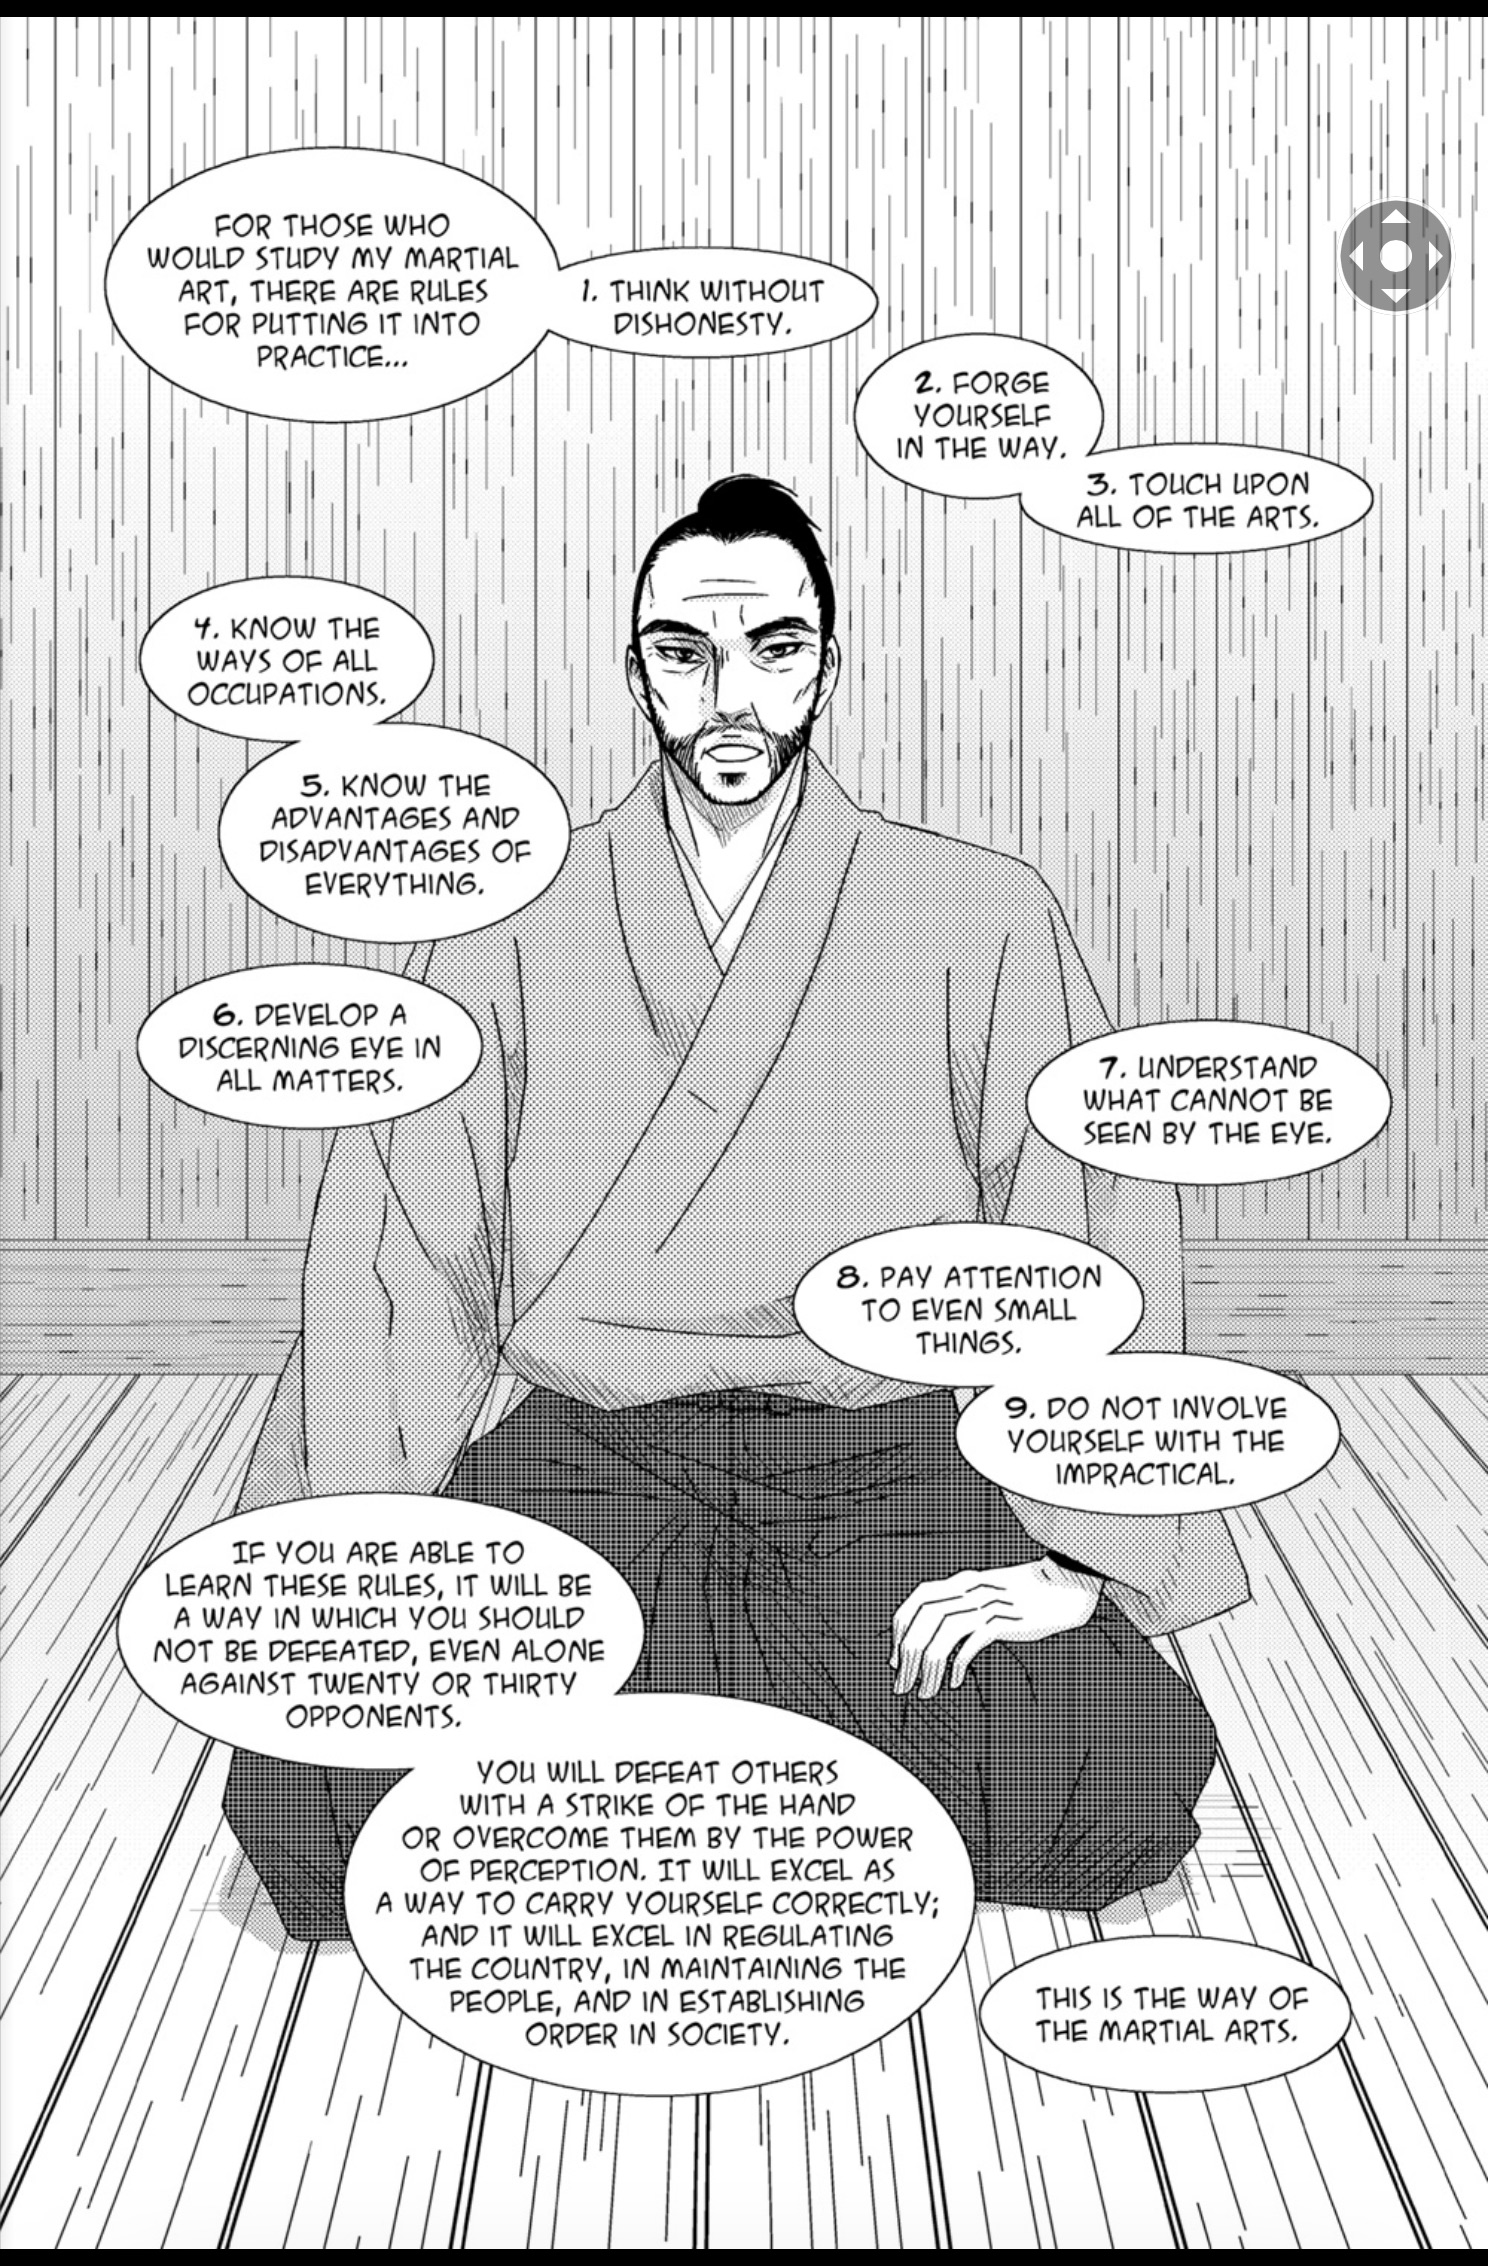 FOR THOSE WHO
WOULD STUDY MY MARTIAL
ART, THERE ARE RULES
FOR PUTTING IT INTO
PRACTICE...
1. THINK WITHOUT
DISHONESTY.
2. FORGE
YOURSELF
IN THE WAY.
3. TOUCH UPON
ALL OF THE ARTS.
4. KNOW THE
WAYS OF ALL
OCCUPATIONS.
5. KNOW THE
ADVANTAGES AND
DISADVANTAGES OF
EVERYTHING.
6. DEVELOP A
DISCERNING EYE IN
ALL MATTERS.
7. UNDERSTAND
WHAT CANNOT BE
SEEN BY THE EYE.
8. PAY ATTENTION
TO EVEN SMALL
THINGS.
9. DO NOT INVOLVE
YOURSELF WITH THE
IMPRACTICAL.
IF YOU ARE ABLE TO
LEARN THESE RULES, IT WILL BE
A WAY IN WHICH YOU SHOULD
NOT BE DEFEATED, EVEN ALONE
AGAINST TWENTY OR THIRTY
OPPONENTS.
YOU WILL DEFEAT OTHERS
WITH A STRIKE OF THE HAND
OR OVERCOME THEM BY THE POWER
OF PERCEPTION. IT WILL EXCEL AS
A WAY TO CARRY YOURSELF CORRECTLY;
AND IT WILL EXCEL IN REGULATING
THE COUNTRY, IN MAINTAINING THE
PEOPLE, AND IN ESTABLISHING
ORDER IN SOCIETY.
THIS IS THE WAY OF
THE MARTIAL ARTS.